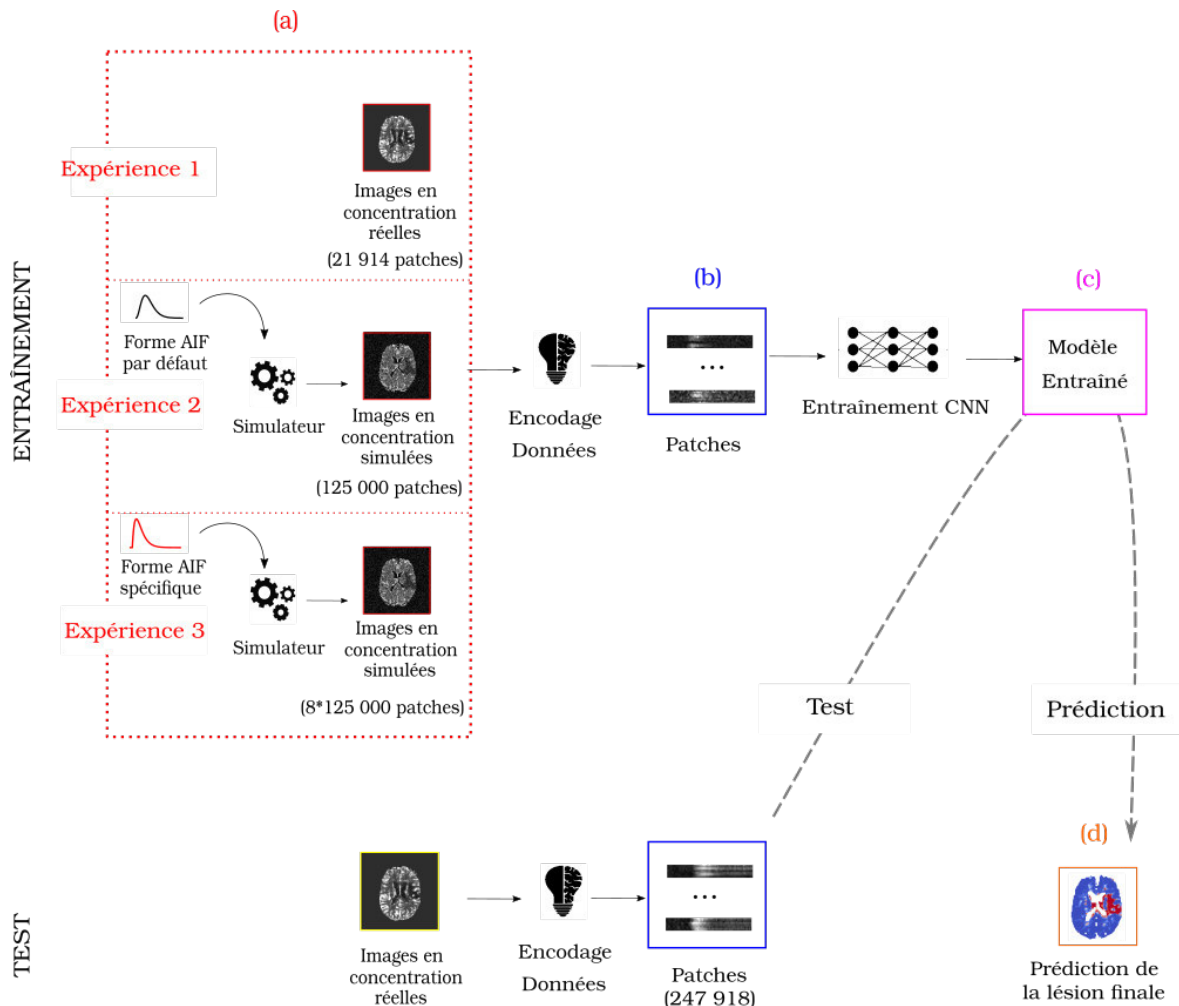 (a)
Expérience 1
Images en
concentration
réelles
(21 914 patches)
ENTRAÎNEMENT
Forme AIF
par défaut
Expérience 2
Simulateur
Images en
concentration
simulées
(125 000 patches)
Forme AIF
spécifique
Expérience 3
Simulateur
Images en
concentration
simulées
(8*125 000 patches)
Encodage
Données
(b)
Patches
Entraînement CNN
(c)
Modèle
Entraîné
Test
Prédiction
TEST
Images en
concentration
réelles
Encodage
Données
Patches
(247 918)
(d)
Prédiction de
la lésion finale